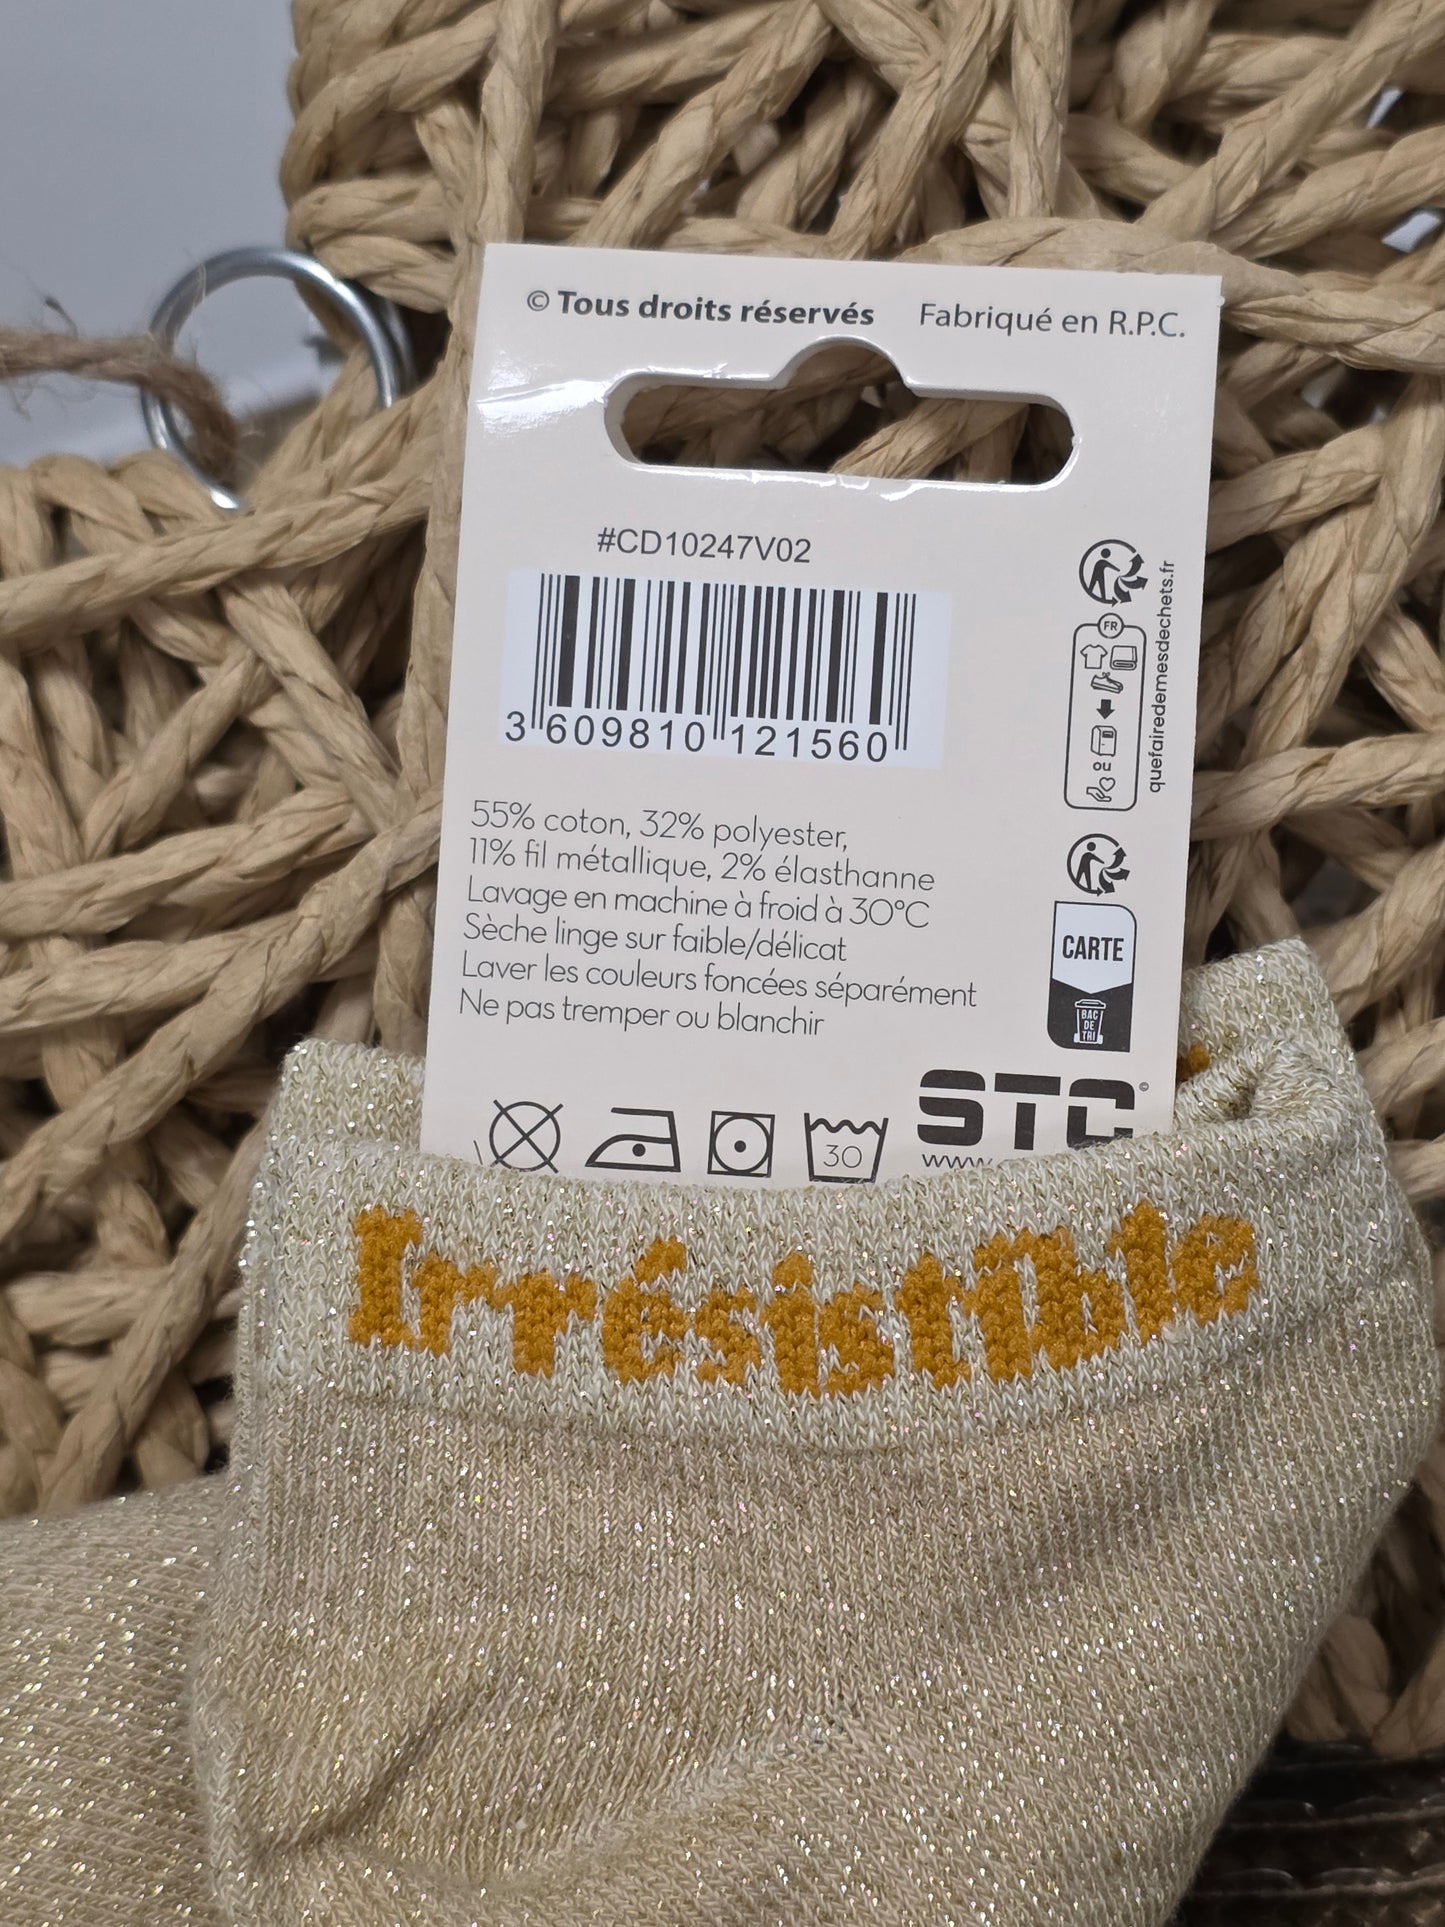 © Tous droits réservés Fabriqué en R.P.C.
#CD10247V02
3 609810 121560
quefairedemesdechets.fr
FR
ou
55% coton, 32% polyester,
11% fil métallique, 2% élasthanne
Lavage en machine à froid à 30°C
Sèche linge sur faible/délicat
Laver les couleurs foncées séparément
Ne pas tremper ou blanchir
CARTE
BAC
DE
TRI
30
STC©
www
Irrésistible